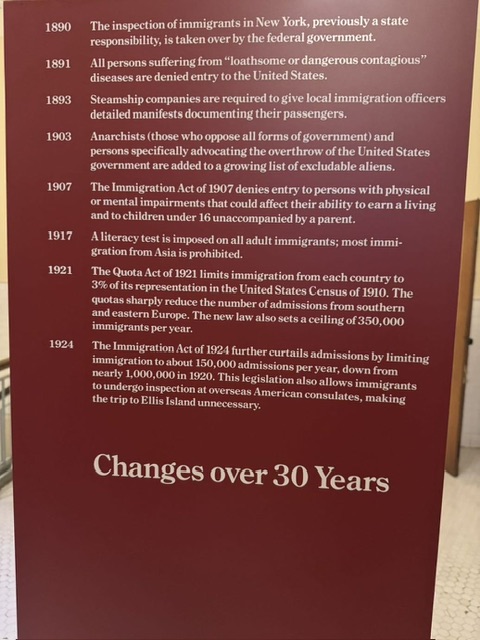 1890 The inspection of immigrants in New York, previously a state
responsibility, is taken over by the federal government.
1891 All persons suffering from “loathsome or dangerous contagious”
diseases are denied entry to the United States.
1893 Steamship companies are required to give local immigration officers
detailed manifests documenting their passengers.
1903 Anarchists (those who oppose all forms of government) and
persons specifically advocating the overthrow of the United States
government are added to a growing list of excludable aliens.
1907 The Immigration Act of 1907 denies entry to persons with physical
or mental impairments that could affect their ability to earn a living
and to children under 16 unaccompanied by a parent.
1917 A literacy test is imposed on all adult immigrants; most immi-
gration from Asia is prohibited.
1921 The Quota Act of 1921 limits immigration from each country to
3% of its representation in the United States Census of 1910. The
quotas sharply reduce the number of admissions from southern
and eastern Europe. The new law also sets a ceiling of 350,000
immigrants per year.
1924 The Immigration Act of 1924 further curtails admissions by limiting
immigration to about 150,000 admissions per year, down from
nearly 1,000,000 in 1920. This legislation also allows immigrants
to undergo inspection at overseas American consulates, making
the trip to Ellis Island unnecessary.
Changes over 30 Years